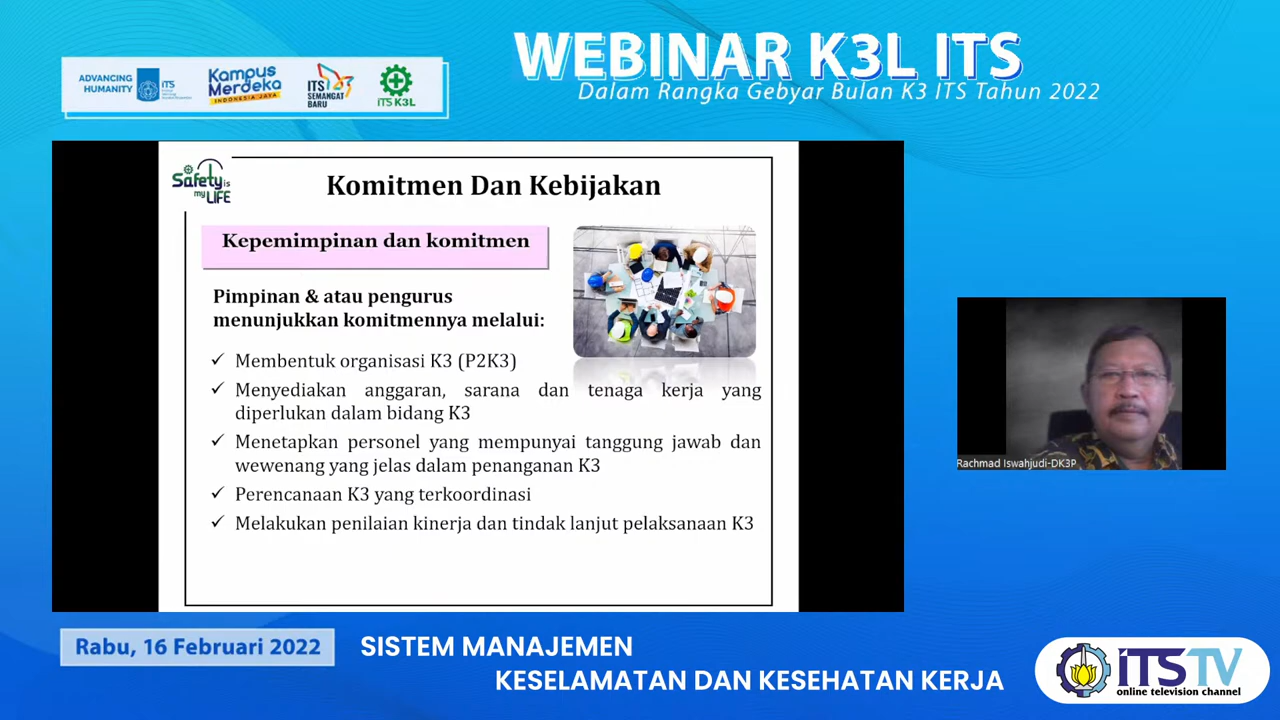 WEBINAR K3L ITS
Dalam Rangka Gebyar Bulan K3 ITS Tahun 2022
ADVANCING
HUMANITY
ITS
Kampus
Merdeka
INDONESIA JAYA
ITS
SEMANGAT
BARU
ITS K3L
Safety is
my LIFE
Komitmen Dan Kebijakan
Kepemimpinan dan komitmen
Pimpinan & atau pengurus
menunjukkan komitmennya melalui:
✓ Membentuk organisasi K3 (P2K3)
✓ Menyediakan anggaran, sarana dan tenaga kerja yang
diperlukan dalam bidang K3
✓ Menetapkan personel yang mempunyai tanggung jawab dan
wewenang yang jelas dalam penanganan K3
✓ Perencanaan K3 yang terkoordinasi
✓ Melakukan penilaian kinerja dan tindak lanjut pelaksanaan K3
Rachmad Iswahjudi-DK3P
Rabu, 16 Februari 2022
SISTEM MANAJEMEN
KESELAMATAN DAN KESEHATAN KERJA
iTS TV
online television channel